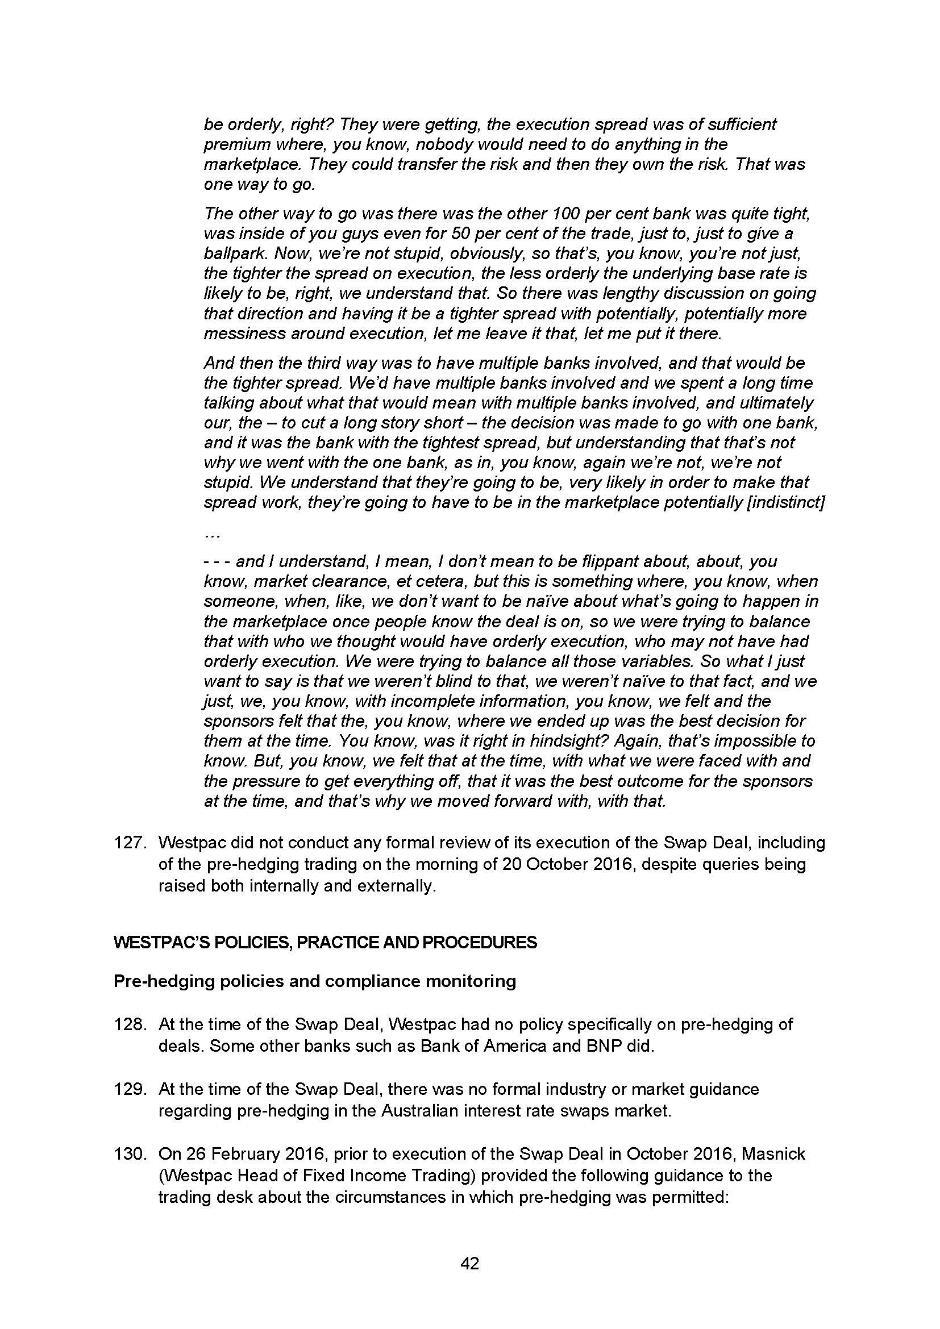 be orderly, right? They were getting, the execution spread was of sufficient
premium where, you know, nobody would need to do anything in the
marketplace. They could transfer the risk and then they own the risk. That was
one way to go.
The other way to go was there was the other 100 per cent bank was quite tight,
was inside of you guys even for 50 per cent of the trade, just to, just to give a
ballpark. Now, we're not stupid, obviously, so that's, you know, you're not just,
the tighter the spread on execution, the less orderly the underlying base rate is
likely to be, right, we understand that. So there was lengthy discussion on going
that direction and having it be a tighter spread with potentially, potentially more
messiness around execution, let me leave it that, let me put it there.
And then the third way was to have multiple banks involved, and that would be
the tighter spread. We'd have multiple banks involved and we spent a long time
talking about what that would mean with multiple banks involved, and ultimately
our, the – to cut a long story short – the decision was made to go with one bank,
and it was the bank with the tightest spread, but understanding that that's not
why we went with the one bank, as in, you know, again we're not, we're not
stupid. We understand that they're going to be, very likely in order to make that
spread work, they're going to have to be in the marketplace potentially [indistinct]
…
- - - and I understand, I mean, I don't mean to be flippant about, about, you
know, market clearance, et cetera, but this is something where, you know, when
someone, when, like, we don't want to be naïve about what's going to happen in
the marketplace once people know the deal is on, so we were trying to balance
that with who we thought would have orderly execution, who may not have had
orderly execution. We were trying to balance all those variables. So what I just
want to say is that we weren't blind to that, we weren't naïve to that fact, and we
just, we, you know, with incomplete information, you know, we felt and the
sponsors felt that the, you know, where we ended up was the best decision for
them at the time. You know, was it right in hindsight? Again, that's impossible to
know. But, you know, we felt that at the time, with what we were faced with and
the pressure to get everything off, that it was the best outcome for the sponsors
at the time, and that's why we moved forward with, with that.
127. Westpac did not conduct any formal review of its execution of the Swap Deal, including
of the pre-hedging trading on the morning of 20 October 2016, despite queries being
raised both internally and externally.
WESTPAC'S POLICIES, PRACTICE AND PROCEDURES
Pre-hedging policies and compliance monitoring
128. At the time of the Swap Deal, Westpac had no policy specifically on pre-hedging of
deals. Some other banks such as Bank of America and BNP did.
129. At the time of the Swap Deal, there was no formal industry or market guidance
regarding pre-hedging in the Australian interest rate swaps market.
130. On 26 February 2016, prior to execution of the Swap Deal in October 2016, Masnick
(Westpac Head of Fixed Income Trading) provided the following guidance to the
trading desk about the circumstances in which pre-hedging was permitted:
42